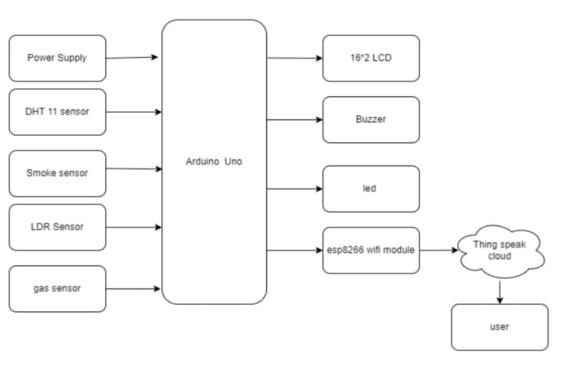 Power Supply
DHT 11 sensor
Smoke sensor
LDR Sensor
gas sensor
Arduino Uno
16*2 LCD
Buzzer
led
esp8266 wifi module
Thing speak
cloud
user